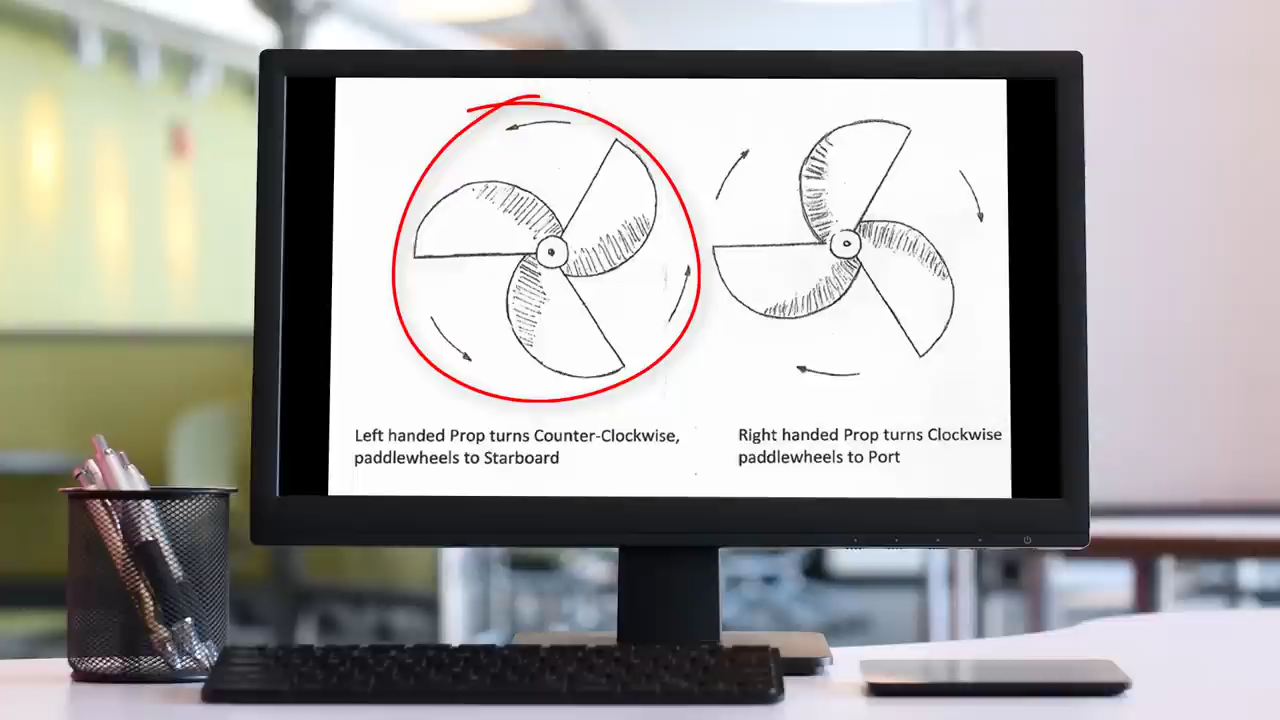 Left handed Prop turns Counter-Clockwise,
paddlewheels to Starboard
Right handed Prop turns Clockwise
paddlewheels to Port